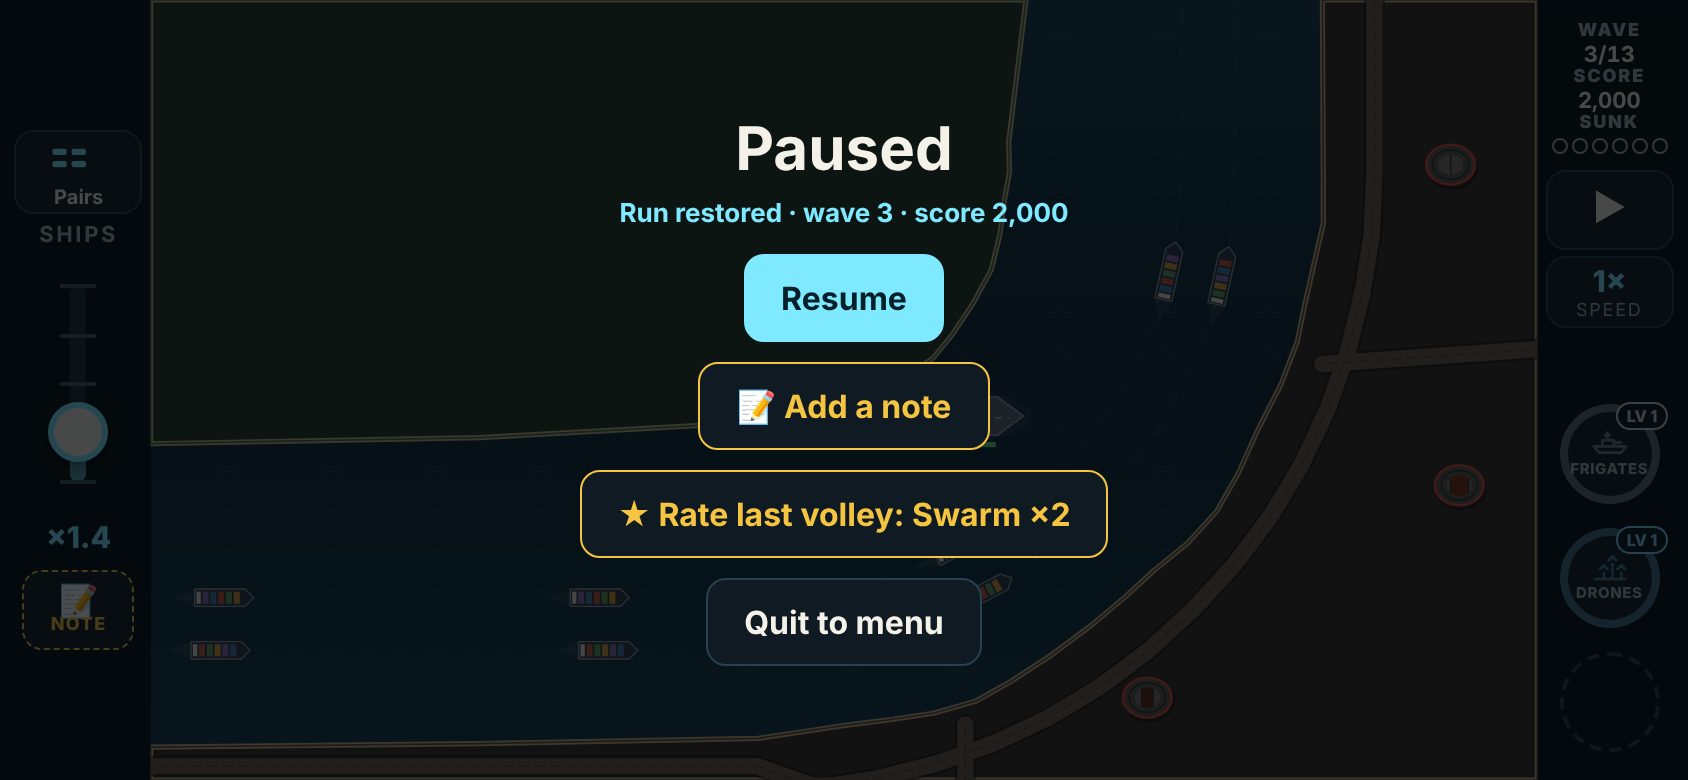 Paused
Run restored · wave 3 · score 2,000
Resume
📝 Add a note
★ Rate last volley: Swarm ×2
Quit to menu
Pairs
SHIPS
×1.4
NOTE
WAVE
3/13
SCORE
2,000
SUNK
1×
SPEED
LV 1
FRIGATES
LV 1
DRONES